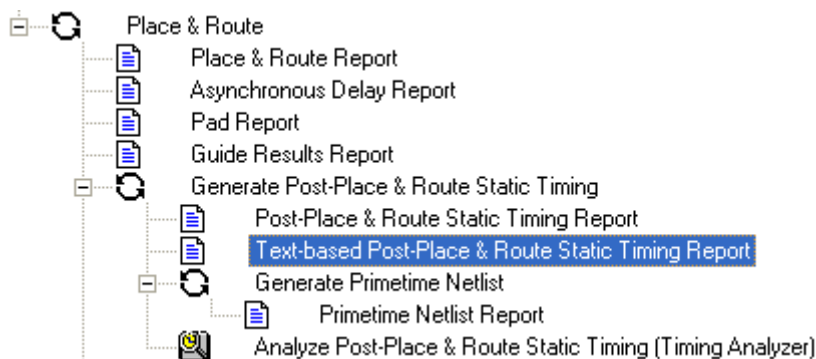 Place & Route
Place & Route Report
Asynchronous Delay Report
Pad Report
Guide Results Report
Generate Post-Place & Route Static Timing
Post-Place & Route Static Timing Report
Text-based Post-Place & Route Static Timing Report
Generate Primetime Netlist
Primetime Netlist Report
Analyze Post-Place & Route Static Timing (Timing Analyzer)